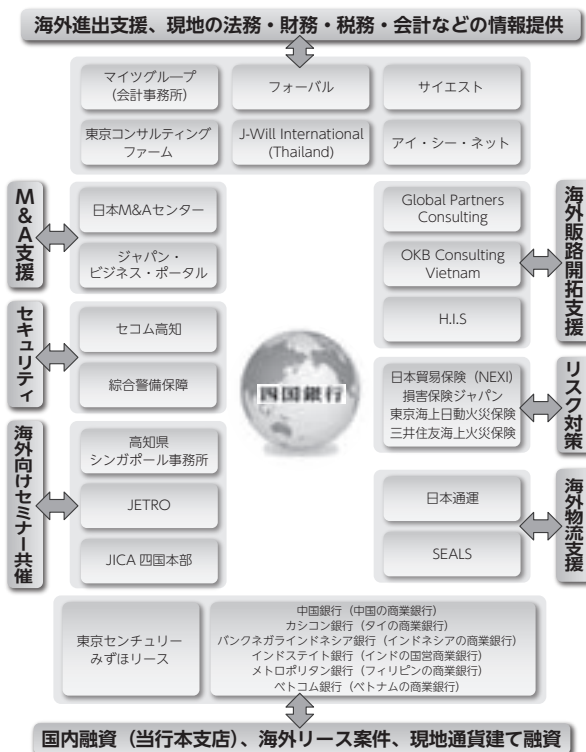 海外進出支援、現地の法務・財務・税務・会計などの情報提供
マイツグループ
(会計事務所)
フォーバル
サイエスト
東京コンサルティング
ファーム
J-Will International
(Thailand)
アイ・シー・ネット
M&A支援
日本M&Aセンター
ジャパン・
ビジネス・ポータル
セキュリティ
セコム高知
綜合警備保障
海外向けセミナー共催
高知県
シンガポール事務所
JETRO
JICA 四国本部
四国銀行
Global Partners
Consulting
OKB Consulting
Vietnam
H.I.S
海外販路開拓支援
日本貿易保険（NEXI）
損害保険ジャパン
東京海上日動火災保険
三井住友海上火災保険
リスク対策
日本通運
SEALS
海外物流支援
東京センチュリー
みずほリース
中国銀行（中国の商業銀行）
カシコン銀行（タイの商業銀行）
バンクネガラインドネシア銀行（インドネシアの商業銀行）
インドステイト銀行（インドの国営商業銀行）
メトロポリタン銀行（フィリピンの商業銀行）
ベトコム銀行（ベトナムの商業銀行）
国内融資（当行本支店）、海外リース案件、現地通貨建て融資